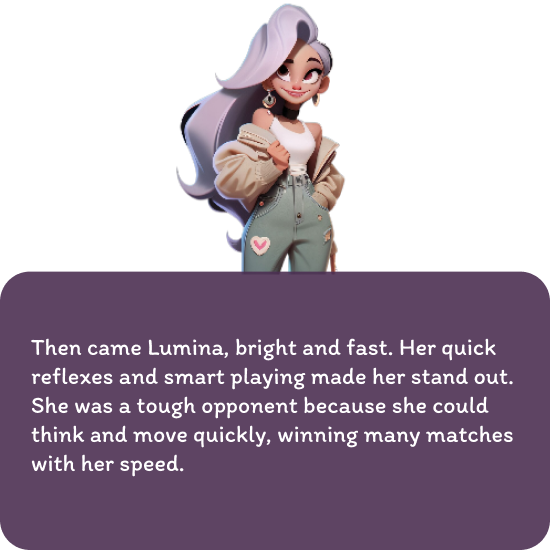 Then came Lumina, bright and fast. Her quick
reflexes and smart playing made her stand out.
She was a tough opponent because she could
think and move quickly, winning many matches
with her speed.